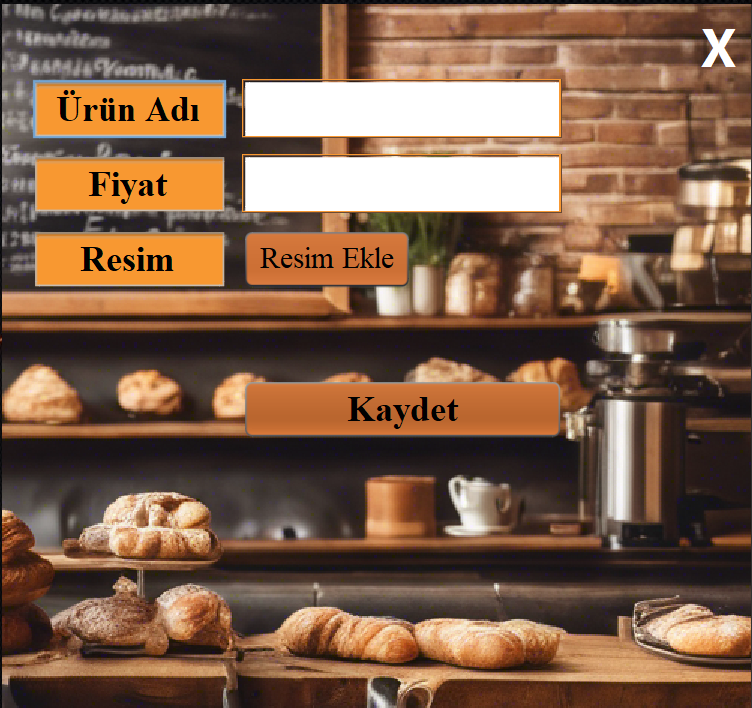 X
Ürün Adı
Fiyat
Resim
Resim Ekle
Kaydet